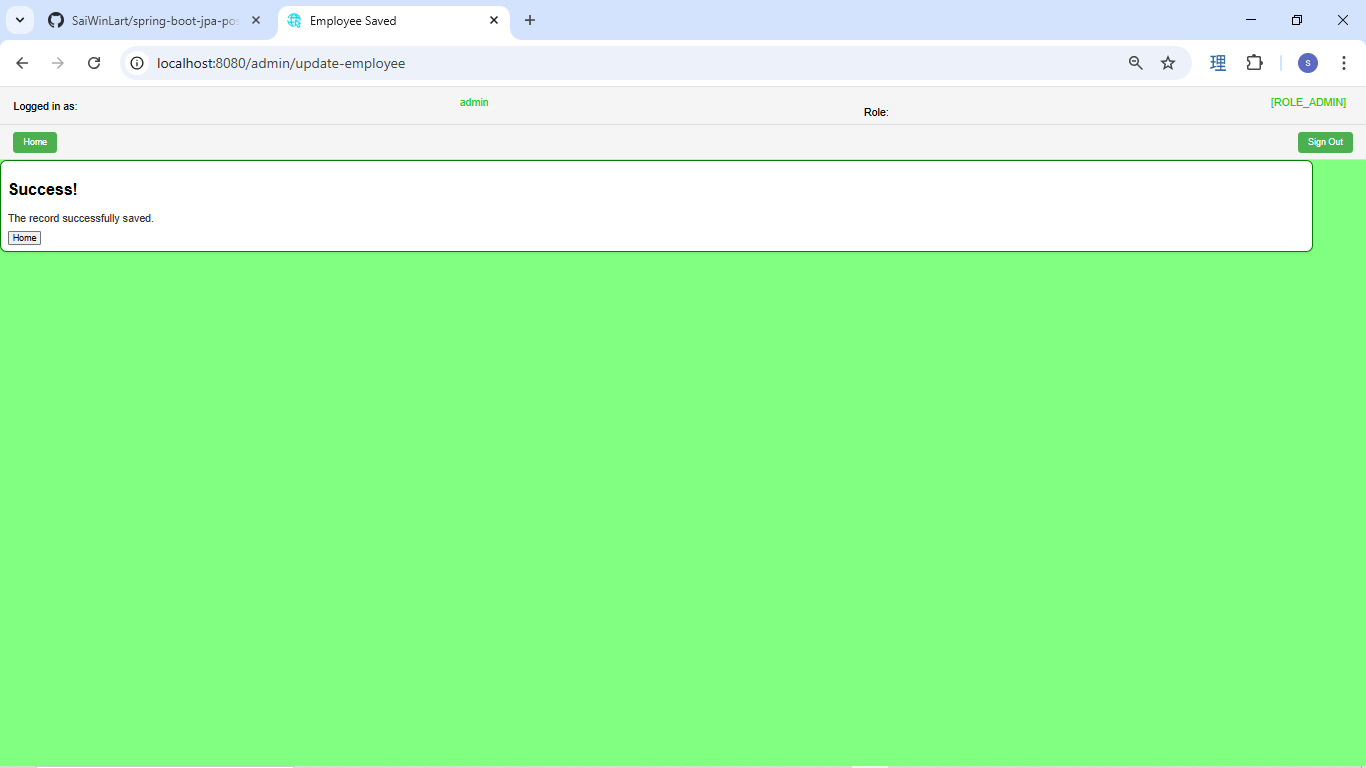 SaiWinLart/spring-boot-jpa-pos
Employee Saved
localhost:8080/admin/update-employee
理
S
Logged in as:
admin
Role:
[ROLE_ADMIN]
Home
Sign Out
Success!
The record successfully saved.
Home